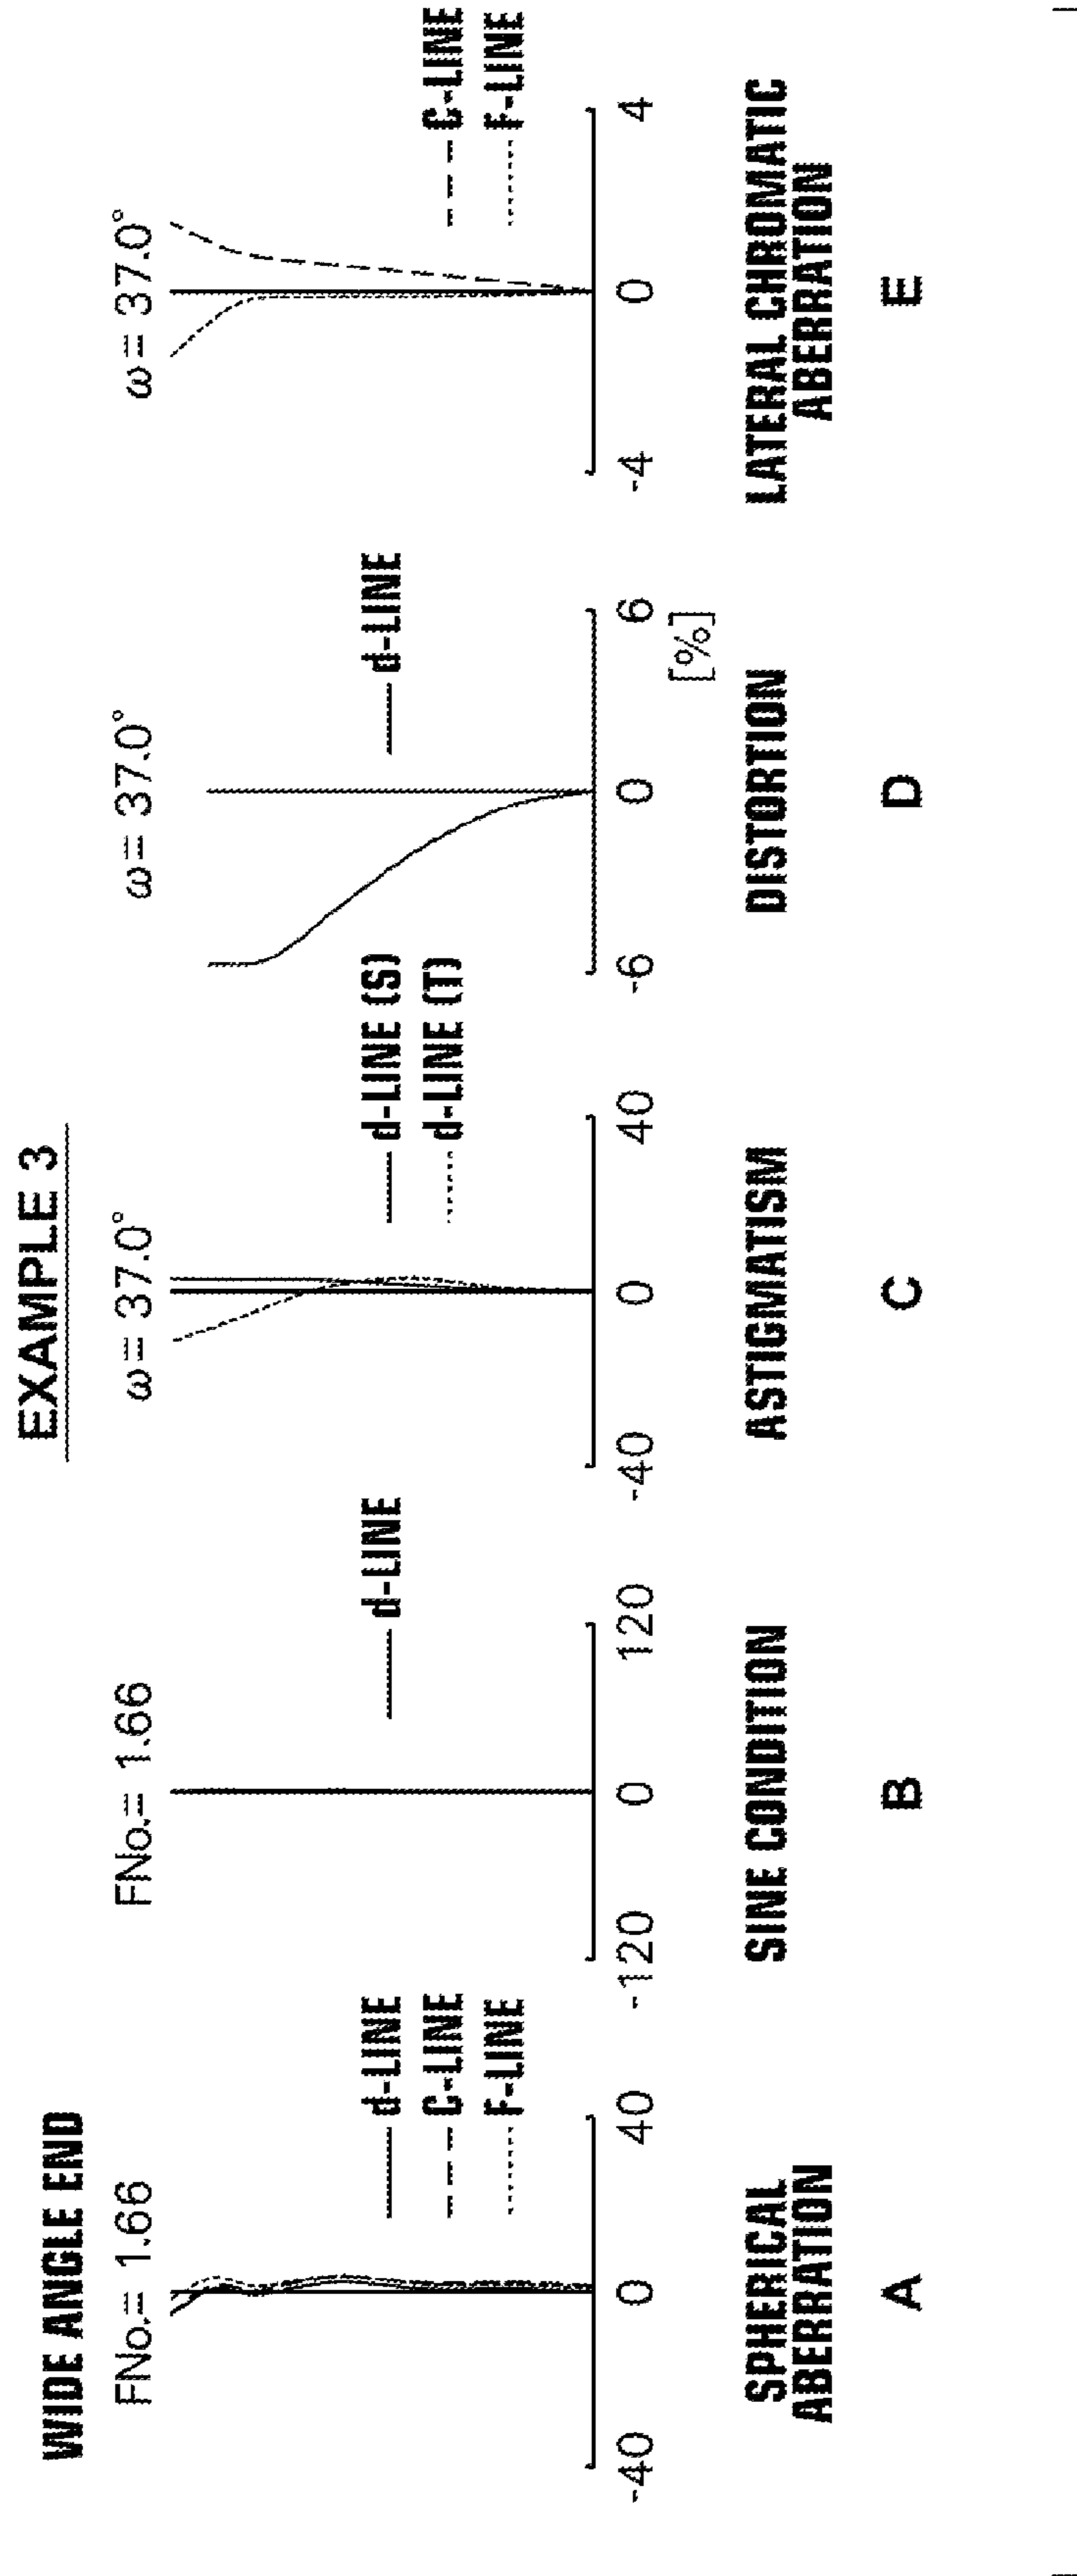 EXAMPLE 3
WIDE ANGLE END
FNo.= 1.66
d-LINE
C-LINE
F-LINE
-40 0 40
SPHERICAL
ABERRATION
A
FNo.= 1.66
d-LINE
-120 0 120
SINE CONDITION
B
ω= 37.0°
d-LINE (S)
d-LINE (T)
-40 0 40
ASTIGMATISM
C
ω= 37.0°
d-LINE
-6 0 6
[%]
DISTORTION
D
ω= 37.0°
C-LINE
F-LINE
-4 0 4
LATERAL CHROMATIC
ABERRATION
E